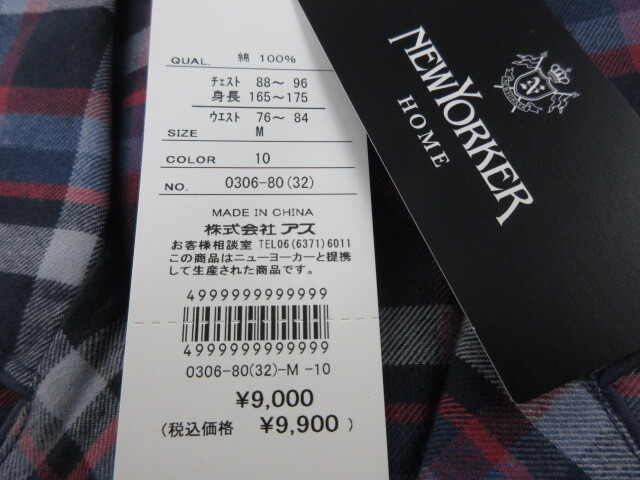 QUAL. 綿 100%
チェスト 88～ 96
身長 165～175
ウエスト 76～ 84
SIZE M
COLOR 10
NO. 0306-80(32)
MADE IN CHINA
株式会社 アズ
お客様相談室 TEL06(6371)6011
この商品はニューヨーカーと提携
して生産された商品です。
4999999999999
4999999999999
0306-80(32)-M -10
¥9,000
(税込価格 ¥9,900 )
NEWYORKER
HOME